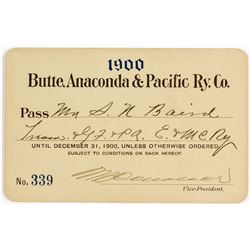 1900
Butte, Anaconda & Pacific Ry. Co.
Pass Mr S. N Baird
& P.A. E. & McRy
UNTIL DECEMBER 31, 1900, UNLESS OTHERWISE ORDERED
SUBJECT TO CONDITIONS ON BACK HEREOF.
No. 339
Vice-President.